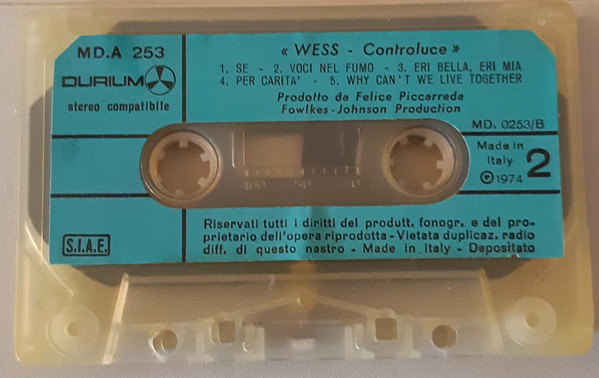 MD.A 253
DURIUM
stereo compatibile
« WESS - Controluce »
1. SE - 2. VOCI NEL FUMO - 3. ERI BELLA, ERI MIA
4. PER CARITA' - 5. WHY CAN'T WE LIVE TOGETHER
Prodotto da Felice Piccarreda
Fowlkes-Johnson Production
MD. 0253/B
Made in
Italy
2
© 1974
S.I.A.E.
Riservati tutti i diritti del produtt. fonogr. e del pro-
prietario dell'opera riprodotta - Vietata duplicaz. radio
diff. di questo nastro - Made in Italy - Depositato